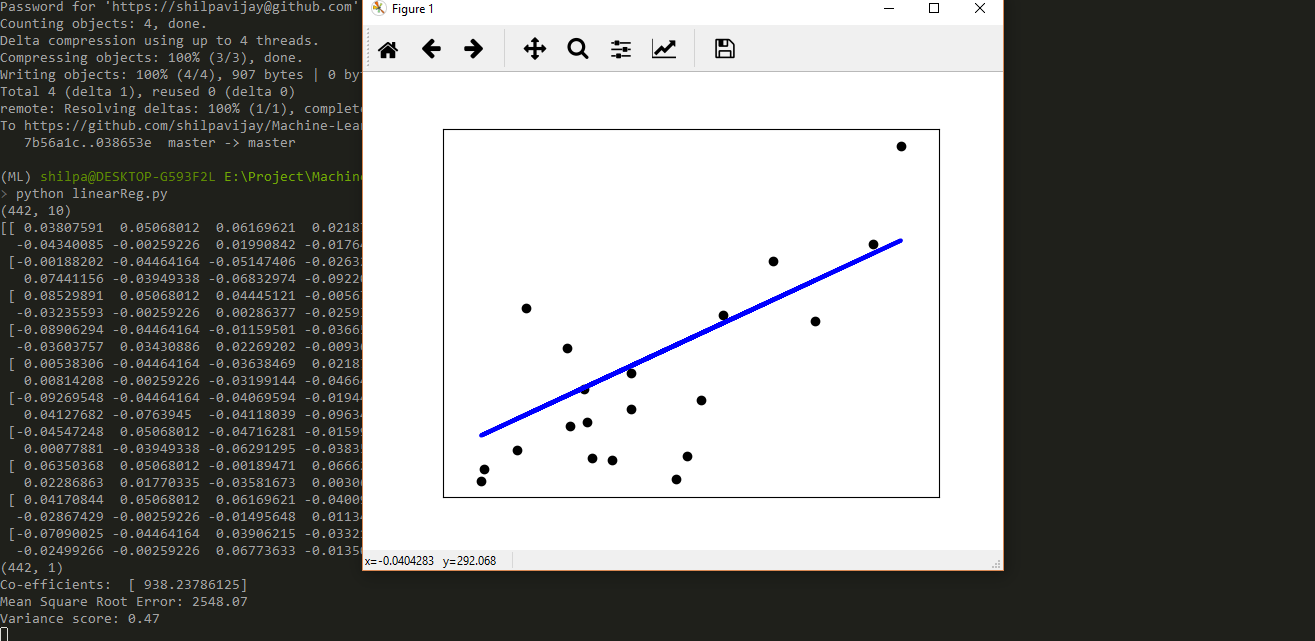 Password for 'https://shilpavijay@github.com'
Counting objects: 4, done.
Delta compression using up to 4 threads.
Compressing objects: 100% (3/3), done.
Writing objects: 100% (4/4), 907 bytes | 0 by
Total 4 (delta 1), reused 0 (delta 0)
remote: Resolving deltas: 100% (1/1), complet
To https://github.com/shilpavijay/Machine-Lea
7b56a1c..038653e master -> master
(ML) shilpa@DESKTOP-G593F2L E:\Project\Machin
> python linearReg.py
(442, 10)
[[ 0.03807591 0.05068012 0.06169621 0.0218
-0.04340085 -0.00259226 0.01990842 -0.0176
[-0.00188202 -0.04464164 -0.05147406 -0.0263
0.07441156 -0.03949338 -0.06832974 -0.0922
[ 0.08529891 0.05068012 0.04445121 -0.0056
-0.03235593 -0.00259226 0.00286377 -0.0259
[-0.08906294 -0.04464164 -0.01159501 -0.0366
-0.03603757 0.03430886 0.02269202 -0.0093
[ 0.00538306 -0.04464164 -0.03638469 0.0218
0.00814208 -0.00259226 -0.03199144 -0.0466
[-0.09269548 -0.04464164 -0.04069594 -0.0194
0.04127682 -0.0763945 -0.04118039 -0.0963
[-0.04547248 0.05068012 -0.04716281 -0.0159
0.00077881 -0.03949338 -0.06291295 -0.0383
[ 0.06350368 0.05068012 -0.00189471 0.0666
0.02286863 0.01770335 -0.03581673 0.0030
[ 0.04170844 0.05068012 0.06169621 -0.0400
-0.02867429 -0.00259226 -0.01495648 0.0113
[-0.07090025 -0.04464164 0.03906215 -0.0332
-0.02499266 -0.00259226 0.06773633 -0.0135
(442, 1)
Co-efficients: [ 938.23786125]
Mean Square Root Error: 2548.07
Variance score: 0.47
Figure 1
x=-0.0404283 y=292.068